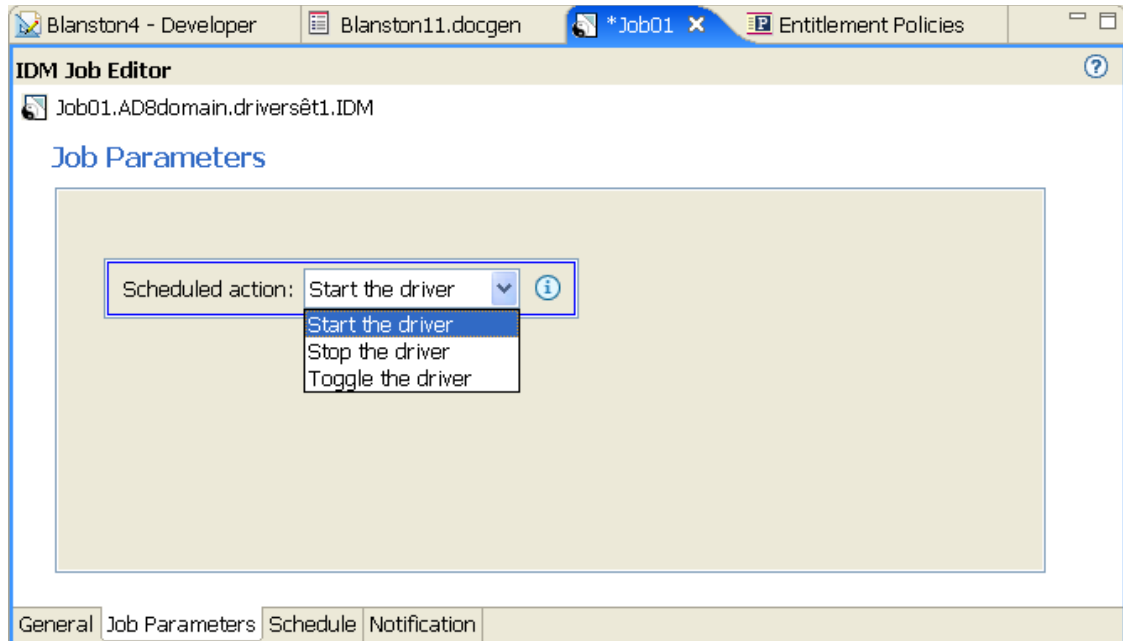 Blanston4 - Developer Blanston11.docgen *Job01 Entitlement Policies
IDM Job Editor
Job01.AD8domain.driversêt1.IDM
Job Parameters
Scheduled action: Start the driver
Start the driver
Stop the driver
Toggle the driver
General Job Parameters Schedule Notification